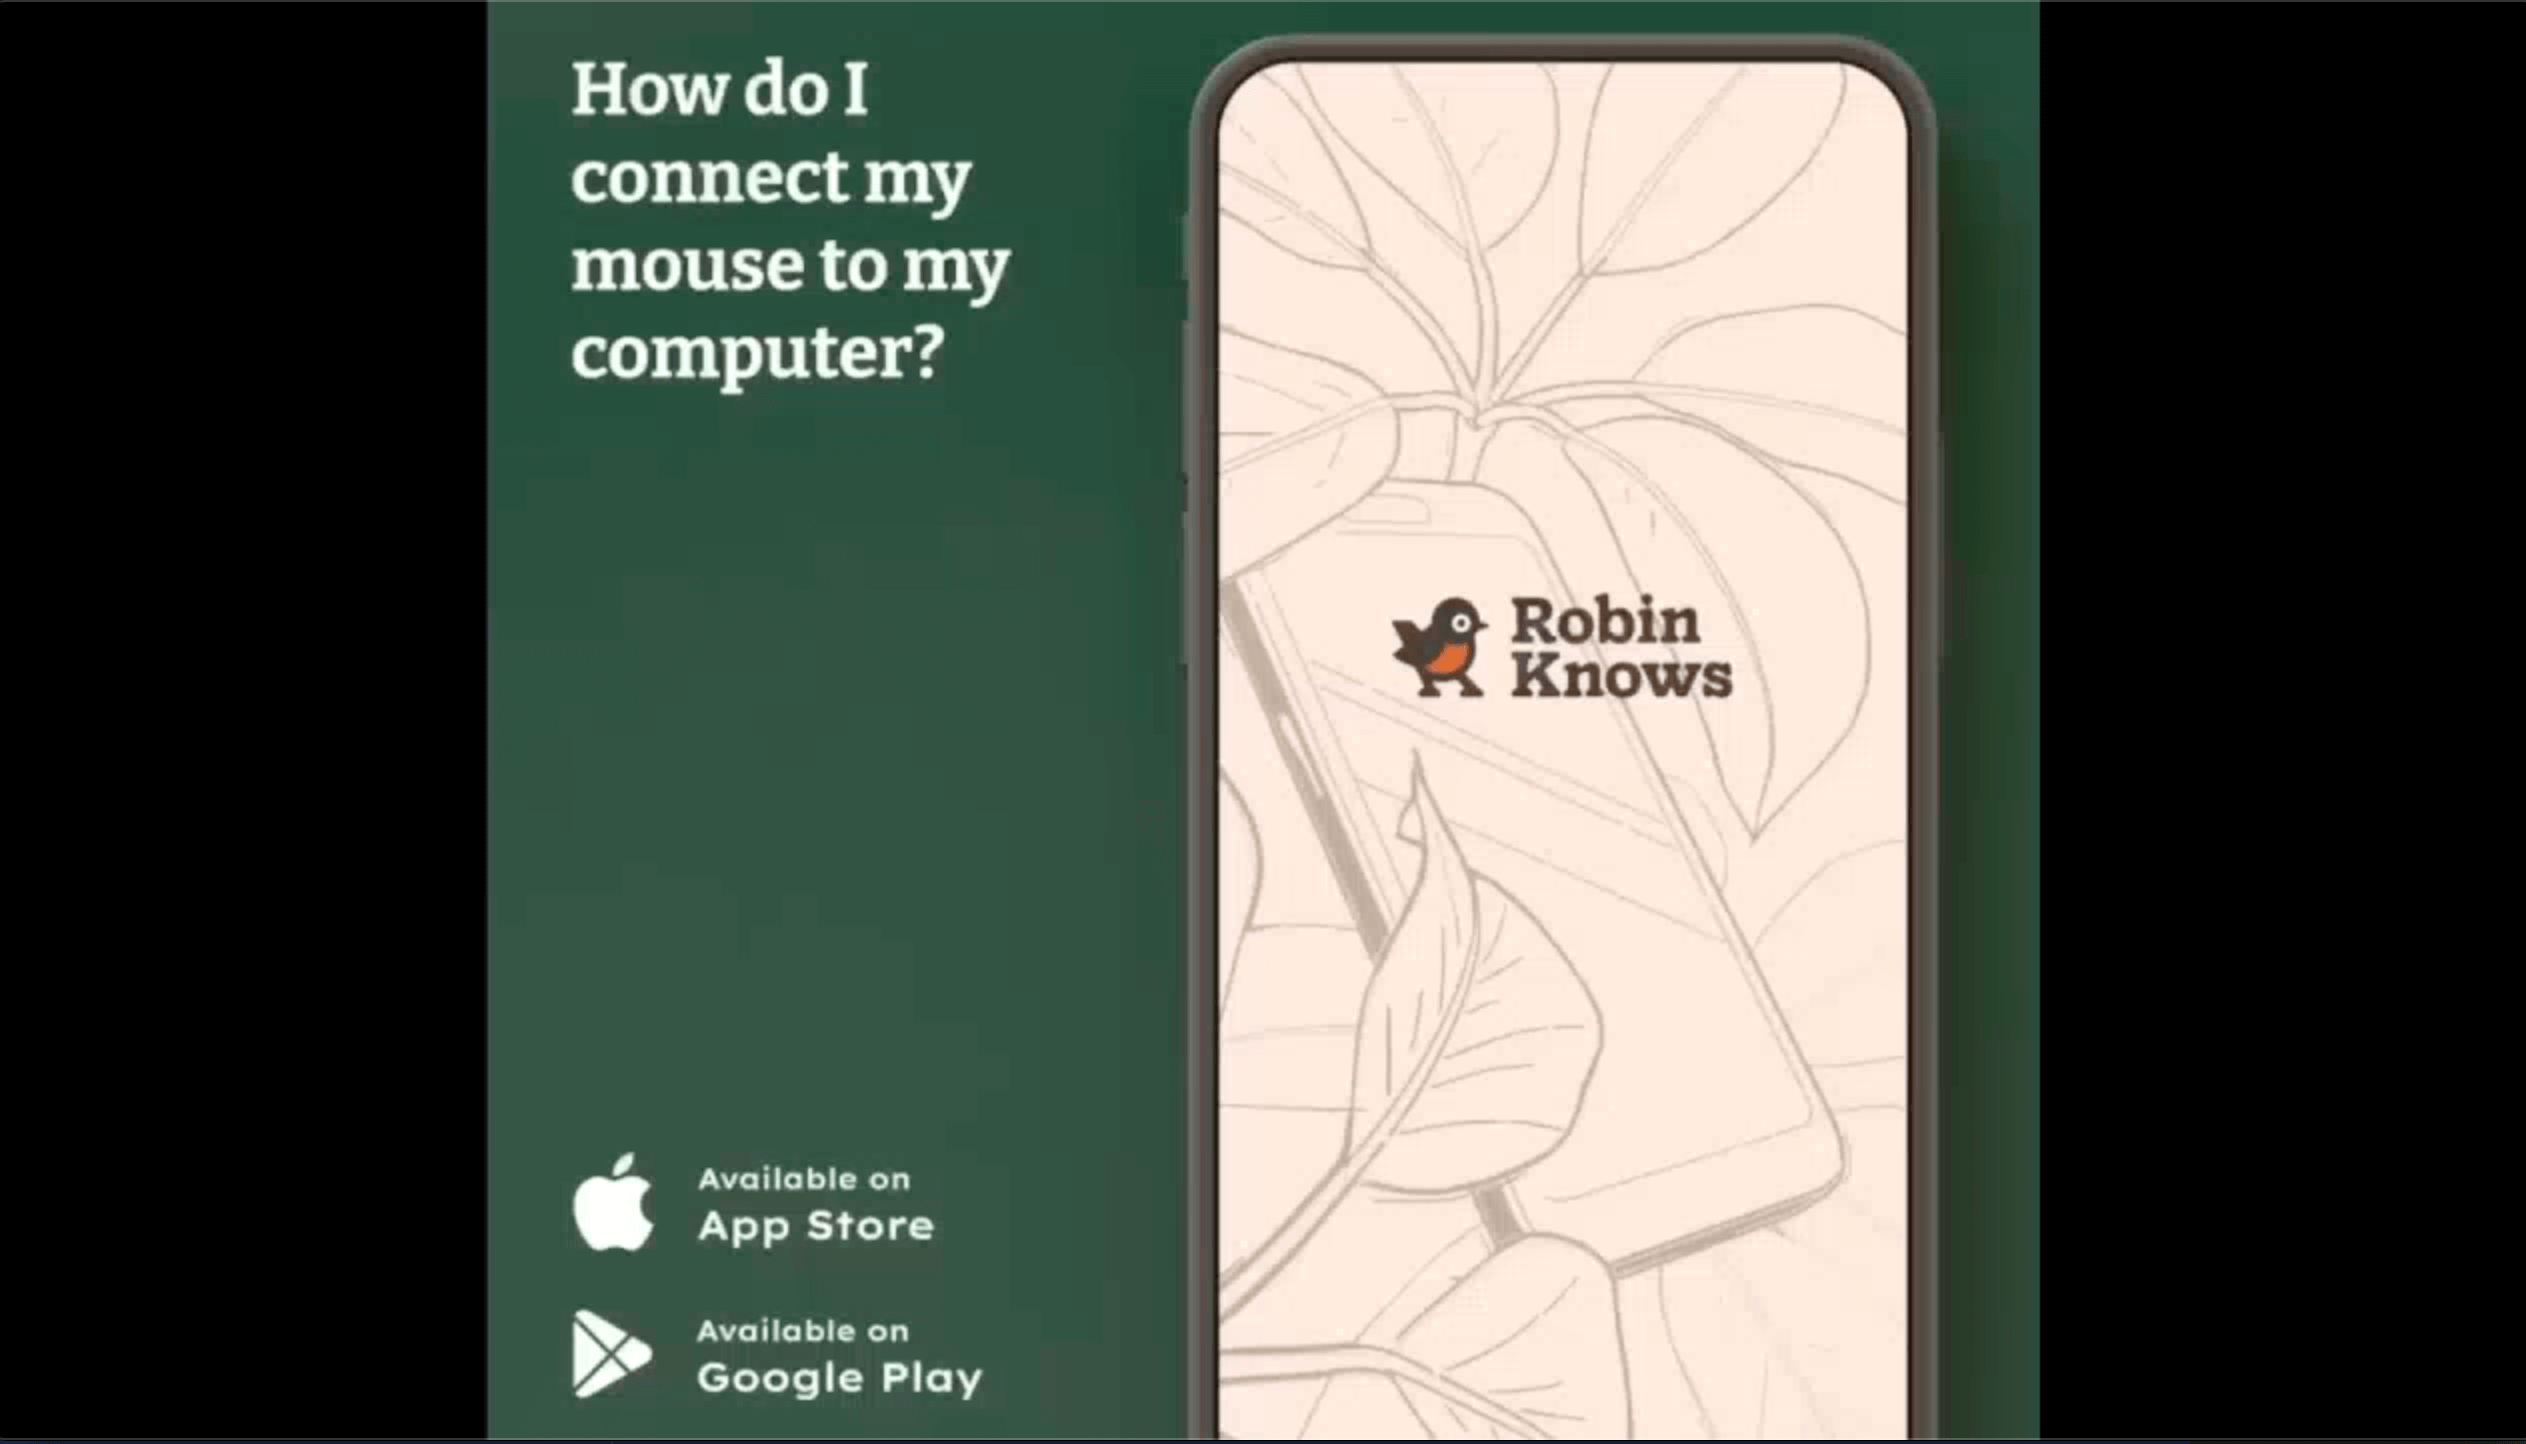 How do I
connect my
mouse to my
computer?
Robin
Knows
Available on
App Store
Available on
Google Play